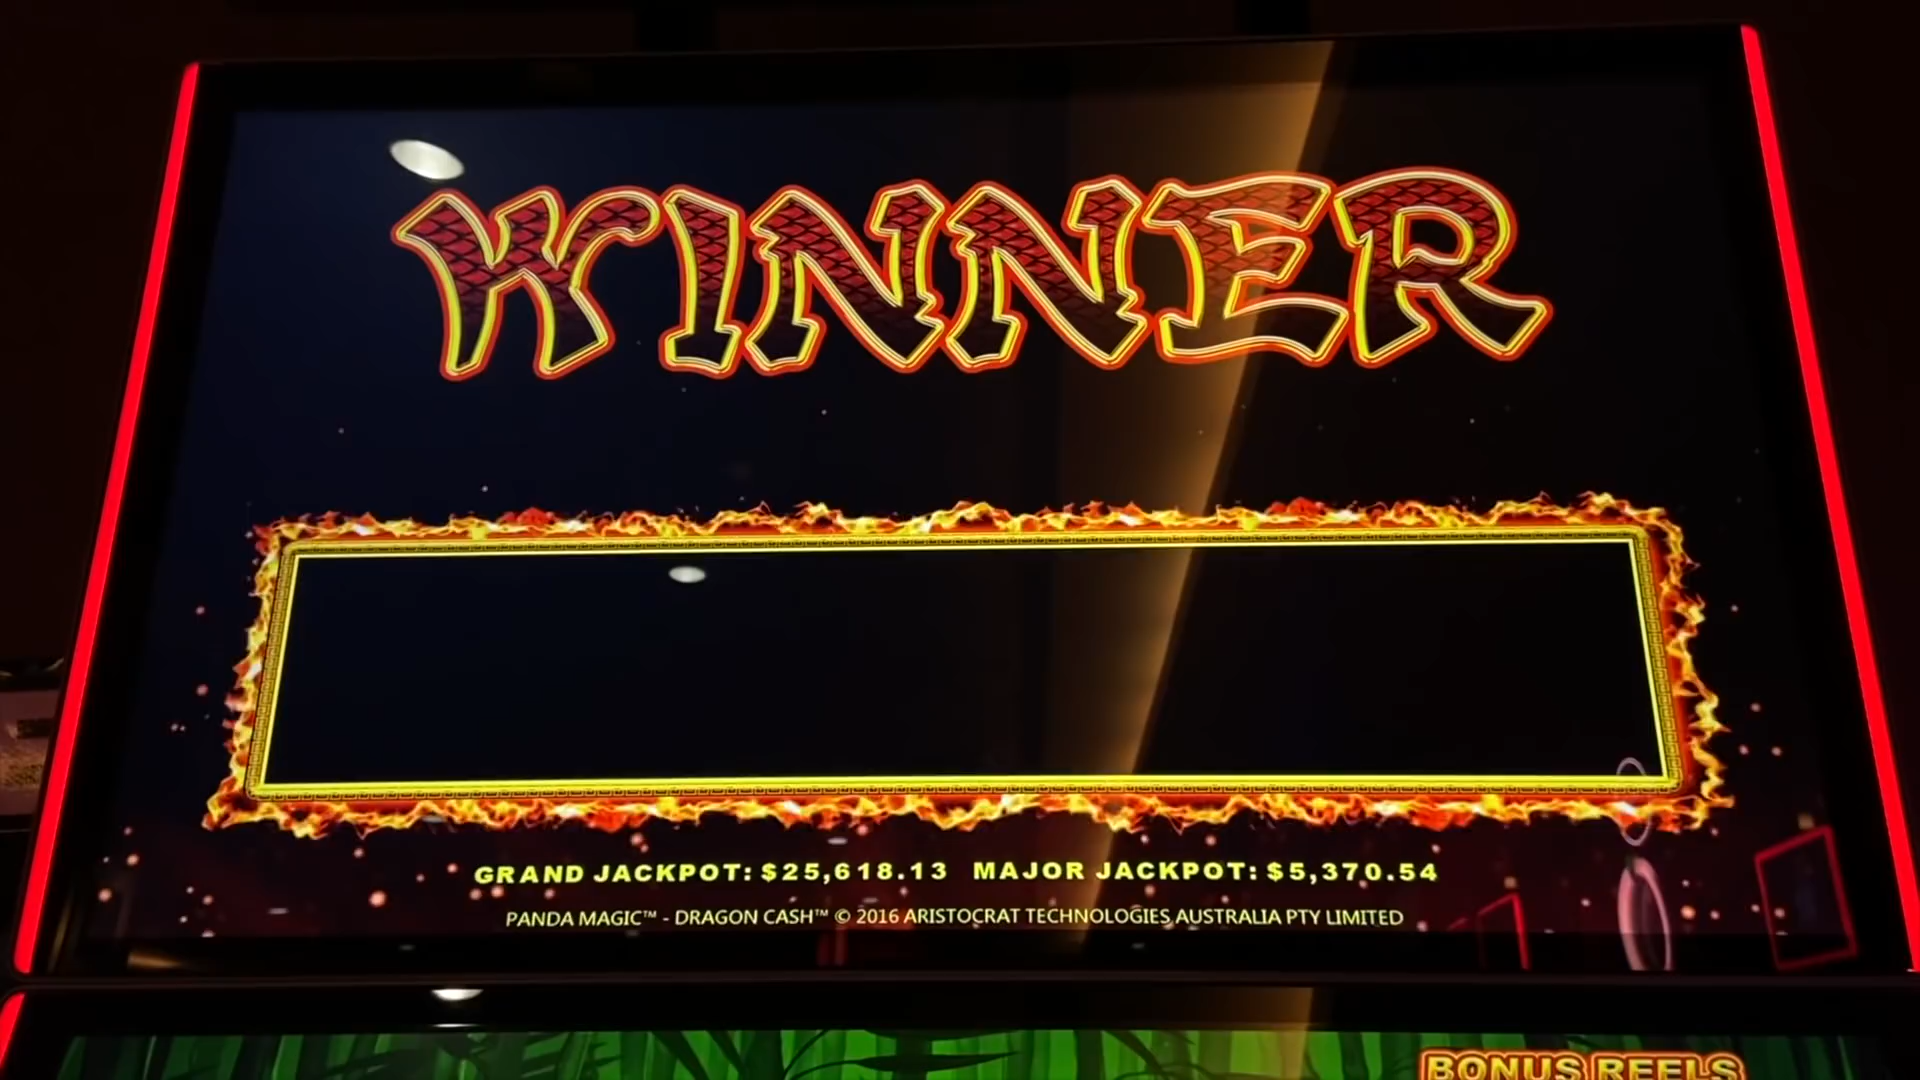 WINNER
GRAND JACKPOT: $25,618.13 MAJOR JACKPOT: $5,370.54
PANDA MAGIC™ - DRAGON CASH™ © 2016 ARISTOCRAT TECHNOLOGIES AUSTRALIA PTY LIMITED
BONUS REELS